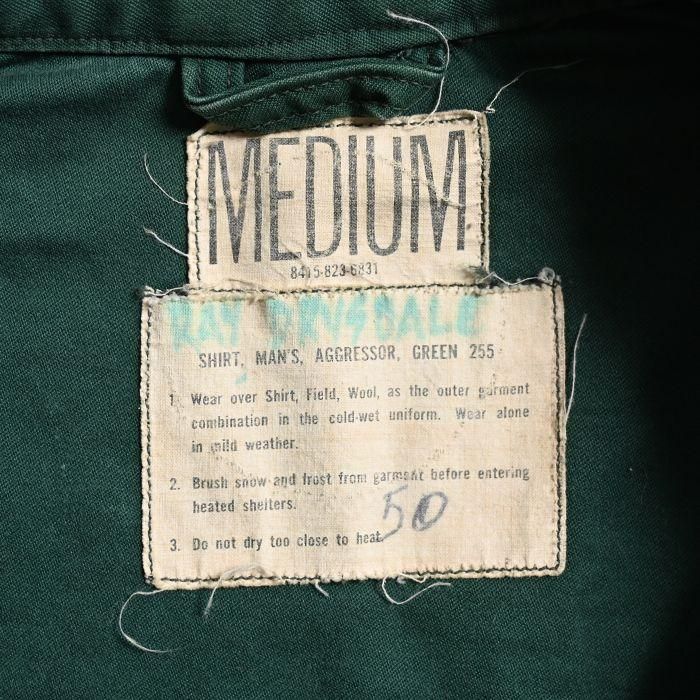 MEDIUM
8415-823-6831
RAY DRYSDALE
SHIRT, MAN'S, AGGRESSOR, GREEN 255
1. Wear over Shirt, Field, Wool, as the outer garment
combination in the cold-wet uniform. Wear alone
in mild weather.
2. Brush snow and frost from garment before entering
heated shelters.
50
3. Do not dry too close to heat.